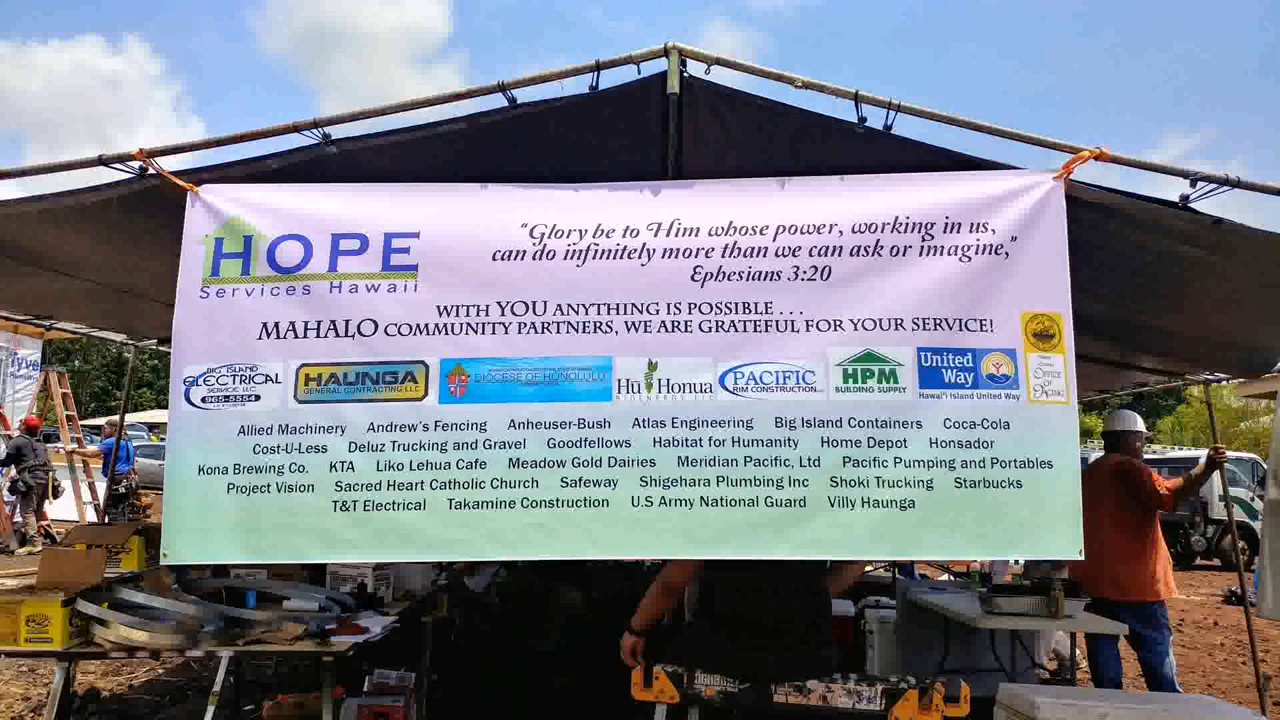 HOPE
Services Hawaii
“Glory be to Him whose power, working in us,
can do infinitely more than we can ask or imagine,”
Ephesians 3:20
WITH YOU ANYTHING IS POSSIBLE . . .
MAHALO COMMUNITY PARTNERS, WE ARE GRATEFUL FOR YOUR SERVICE!
BIG ISLAND
ELECTRICAL
SERVICE LLC
965-5554
HAUNGA
GENERAL CONTRACTING LLC
DIOCESE OF HONOLULU
Hu Honua
BIOENERGY LLC
PACIFIC
RIM CONSTRUCTION
HPM
BUILDING SUPPLY
United
Way
Hawai‘i Island United Way
OFFICE
of
AGING
Allied Machinery Andrew's Fencing Anheuser-Bush Atlas Engineering Big Island Containers Coca-Cola
Cost-U-Less Deluz Trucking and Gravel Goodfellows Habitat for Humanity Home Depot Honsador
Kona Brewing Co. KTA Liko Lehua Cafe Meadow Gold Dairies Meridian Pacific, Ltd Pacific Pumping and Portables
Project Vision Sacred Heart Catholic Church Safeway Shigehara Plumbing Inc Shoki Trucking Starbucks
T&T Electrical Takamine Construction U.S Army National Guard Villy Haunga